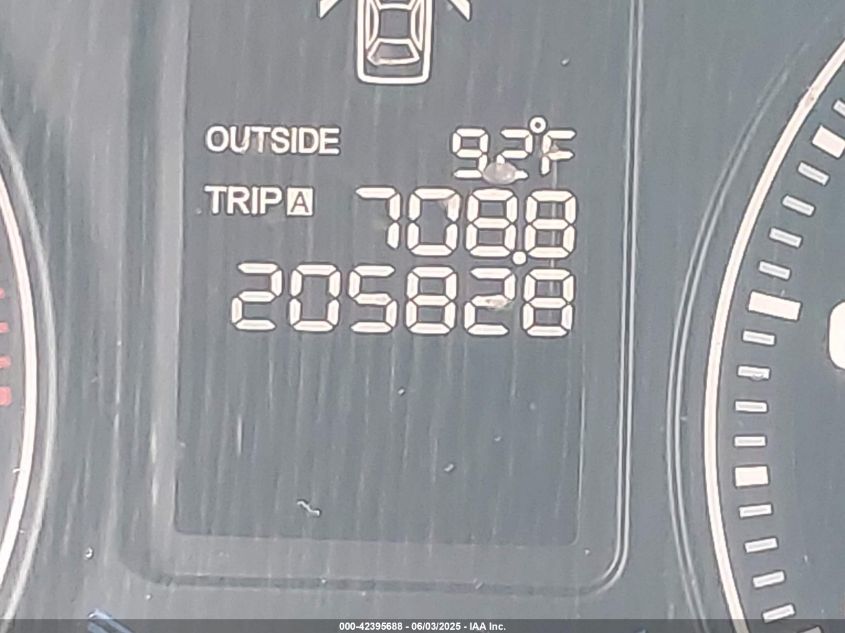 OUTSIDE 92°F
TRIP A 708.8
205828
000-42395688 - 06/03/2025 - IAA Inc.